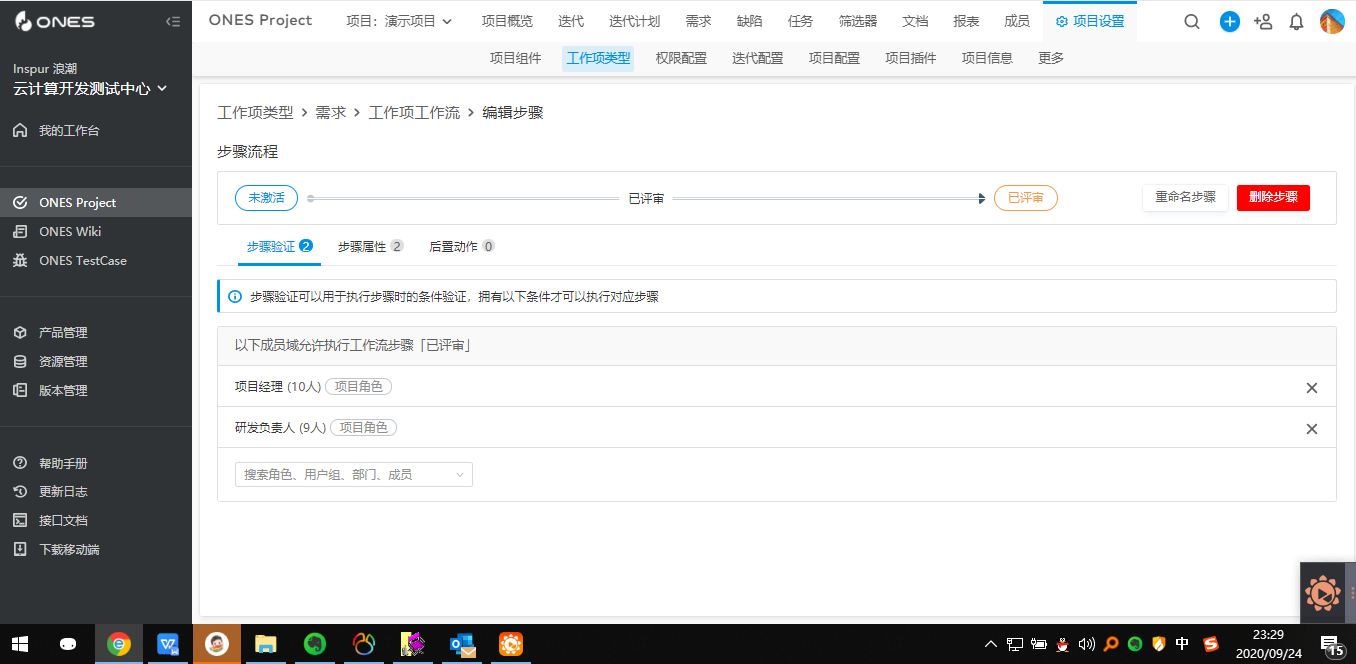 ONES
ONES Project 项目：演示项目 项目概览 迭代 迭代计划 需求 缺陷 任务 筛选器 文档 报表 成员 项目设置
项目组件 工作项类型 权限配置 迭代配置 项目配置 项目插件 项目信息 更多
Inspur 浪潮
云计算开发测试中心
我的工作台
ONES Project
ONES Wiki
ONES TestCase
产品管理
资源管理
版本管理
帮助手册
更新日志
接口文档
下载移动端
工作项类型 > 需求 > 工作项工作流 > 编辑步骤
步骤流程
未激活 已评审 已评审 重命名步骤 删除步骤
步骤验证 2 步骤属性 2 后置动作 0
步骤验证可以用于执行步骤时的条件验证，拥有以下条件才可以执行对应步骤
以下成员域允许执行工作流步骤「已评审」
项目经理 (10人) 项目角色
研发负责人 (9人) 项目角色
搜索角色、用户组、部门、成员
中
23:29
2020/09/24
15